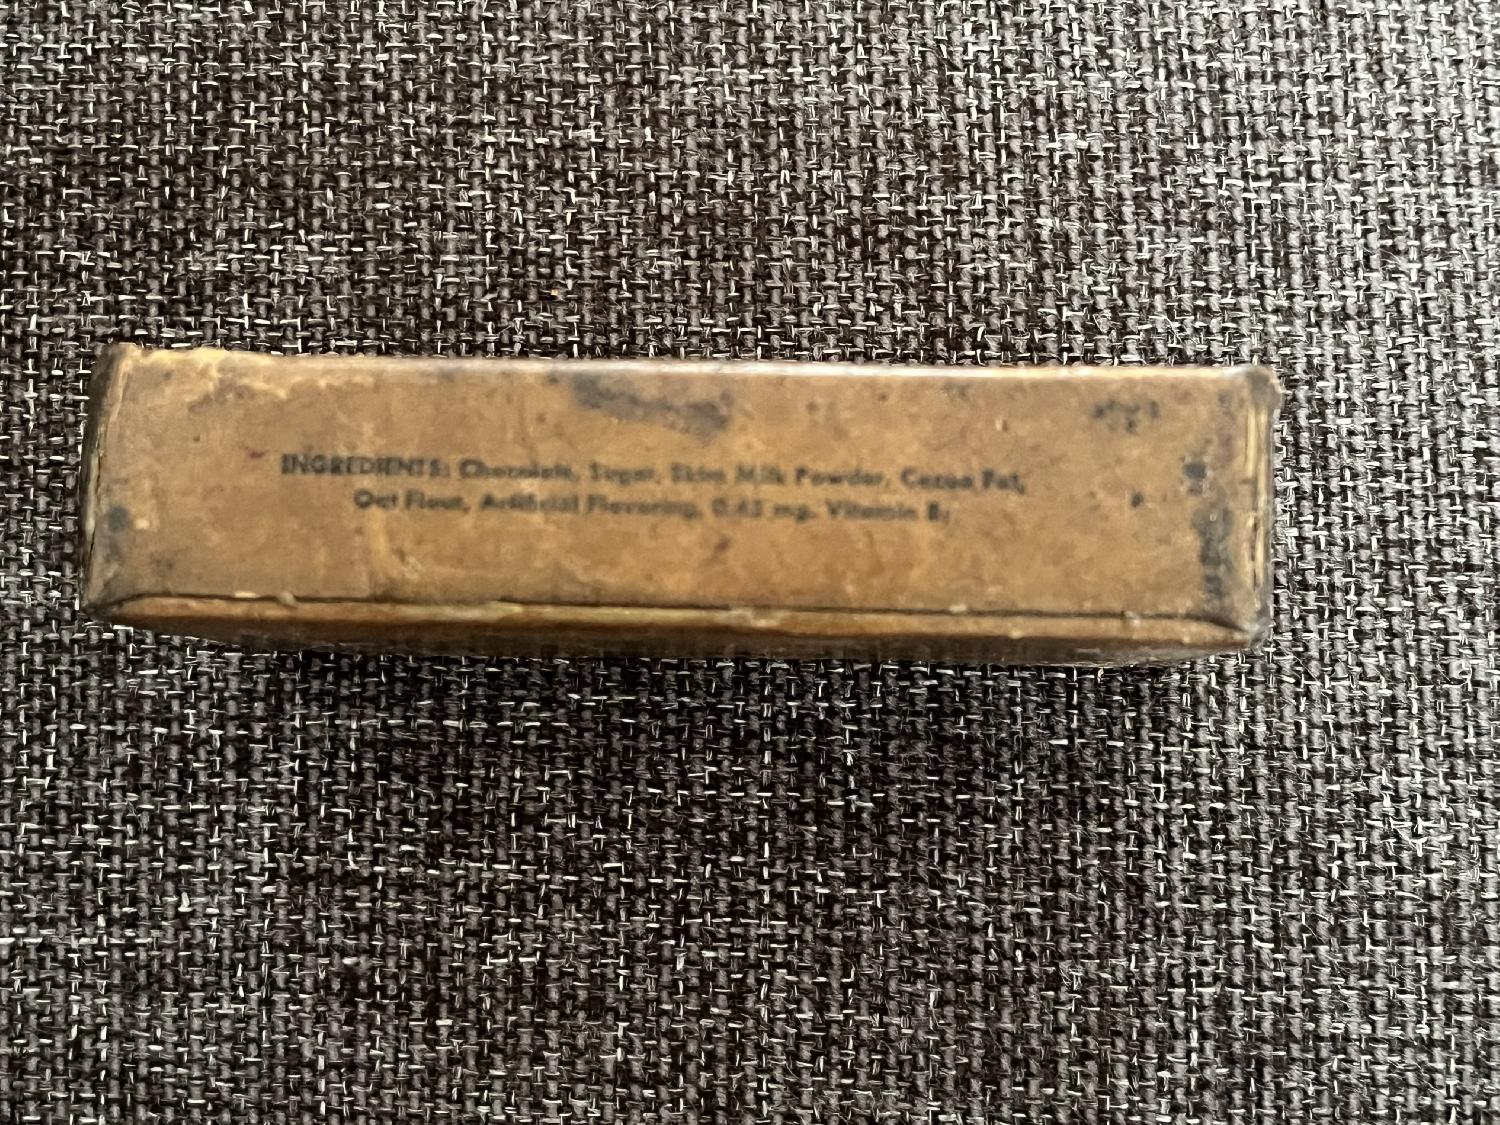 INGREDIENTS: Chocolate, Sugar, Skim Milk Powder, Cacao Fat,
Oat Flour, Artificial Flavoring, 0.45 mg. Vitamin B₁